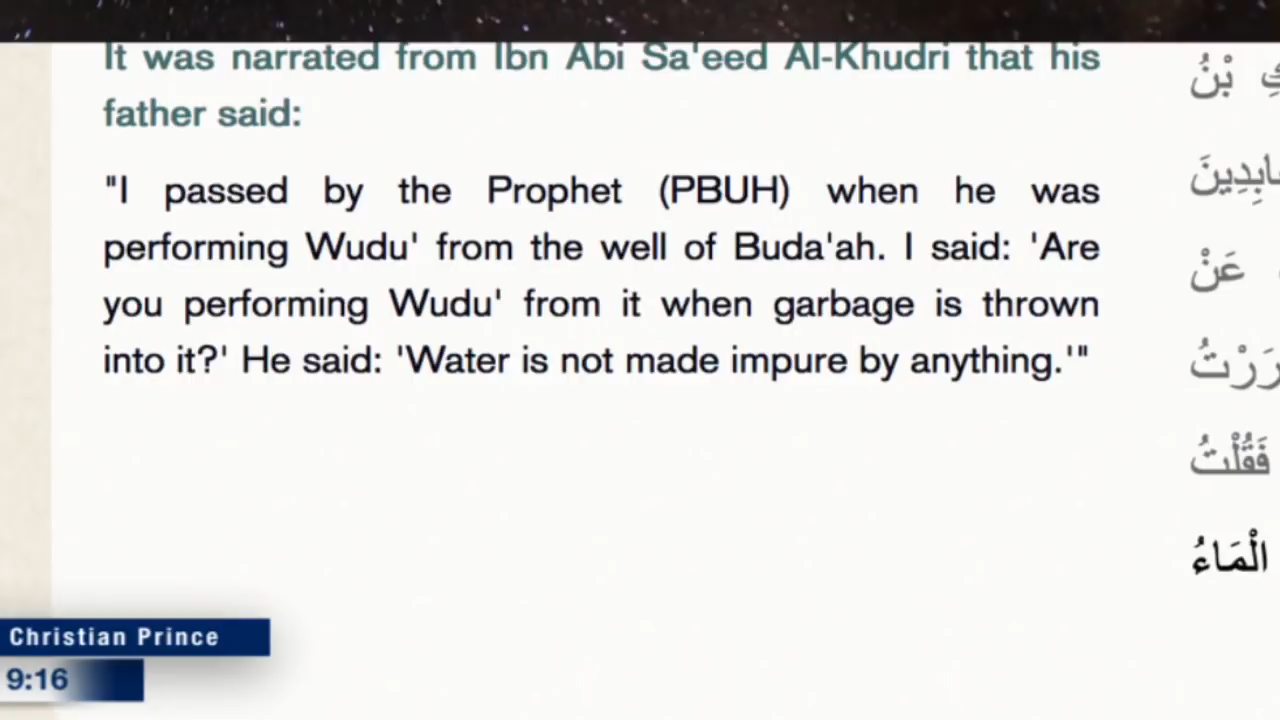 It was narrated from Ibn Abi Sa'eed Al-Khudri that his
father said:
"I passed by the Prophet (PBUH) when he was
performing Wudu' from the well of Buda'ah. I said: 'Are
you performing Wudu' from it when garbage is thrown
into it?' He said: 'Water is not made impure by anything.'"
بْنُ
عَنْ
فَقُلْتُ
الْمَاءُ
Christian Prince
9:16